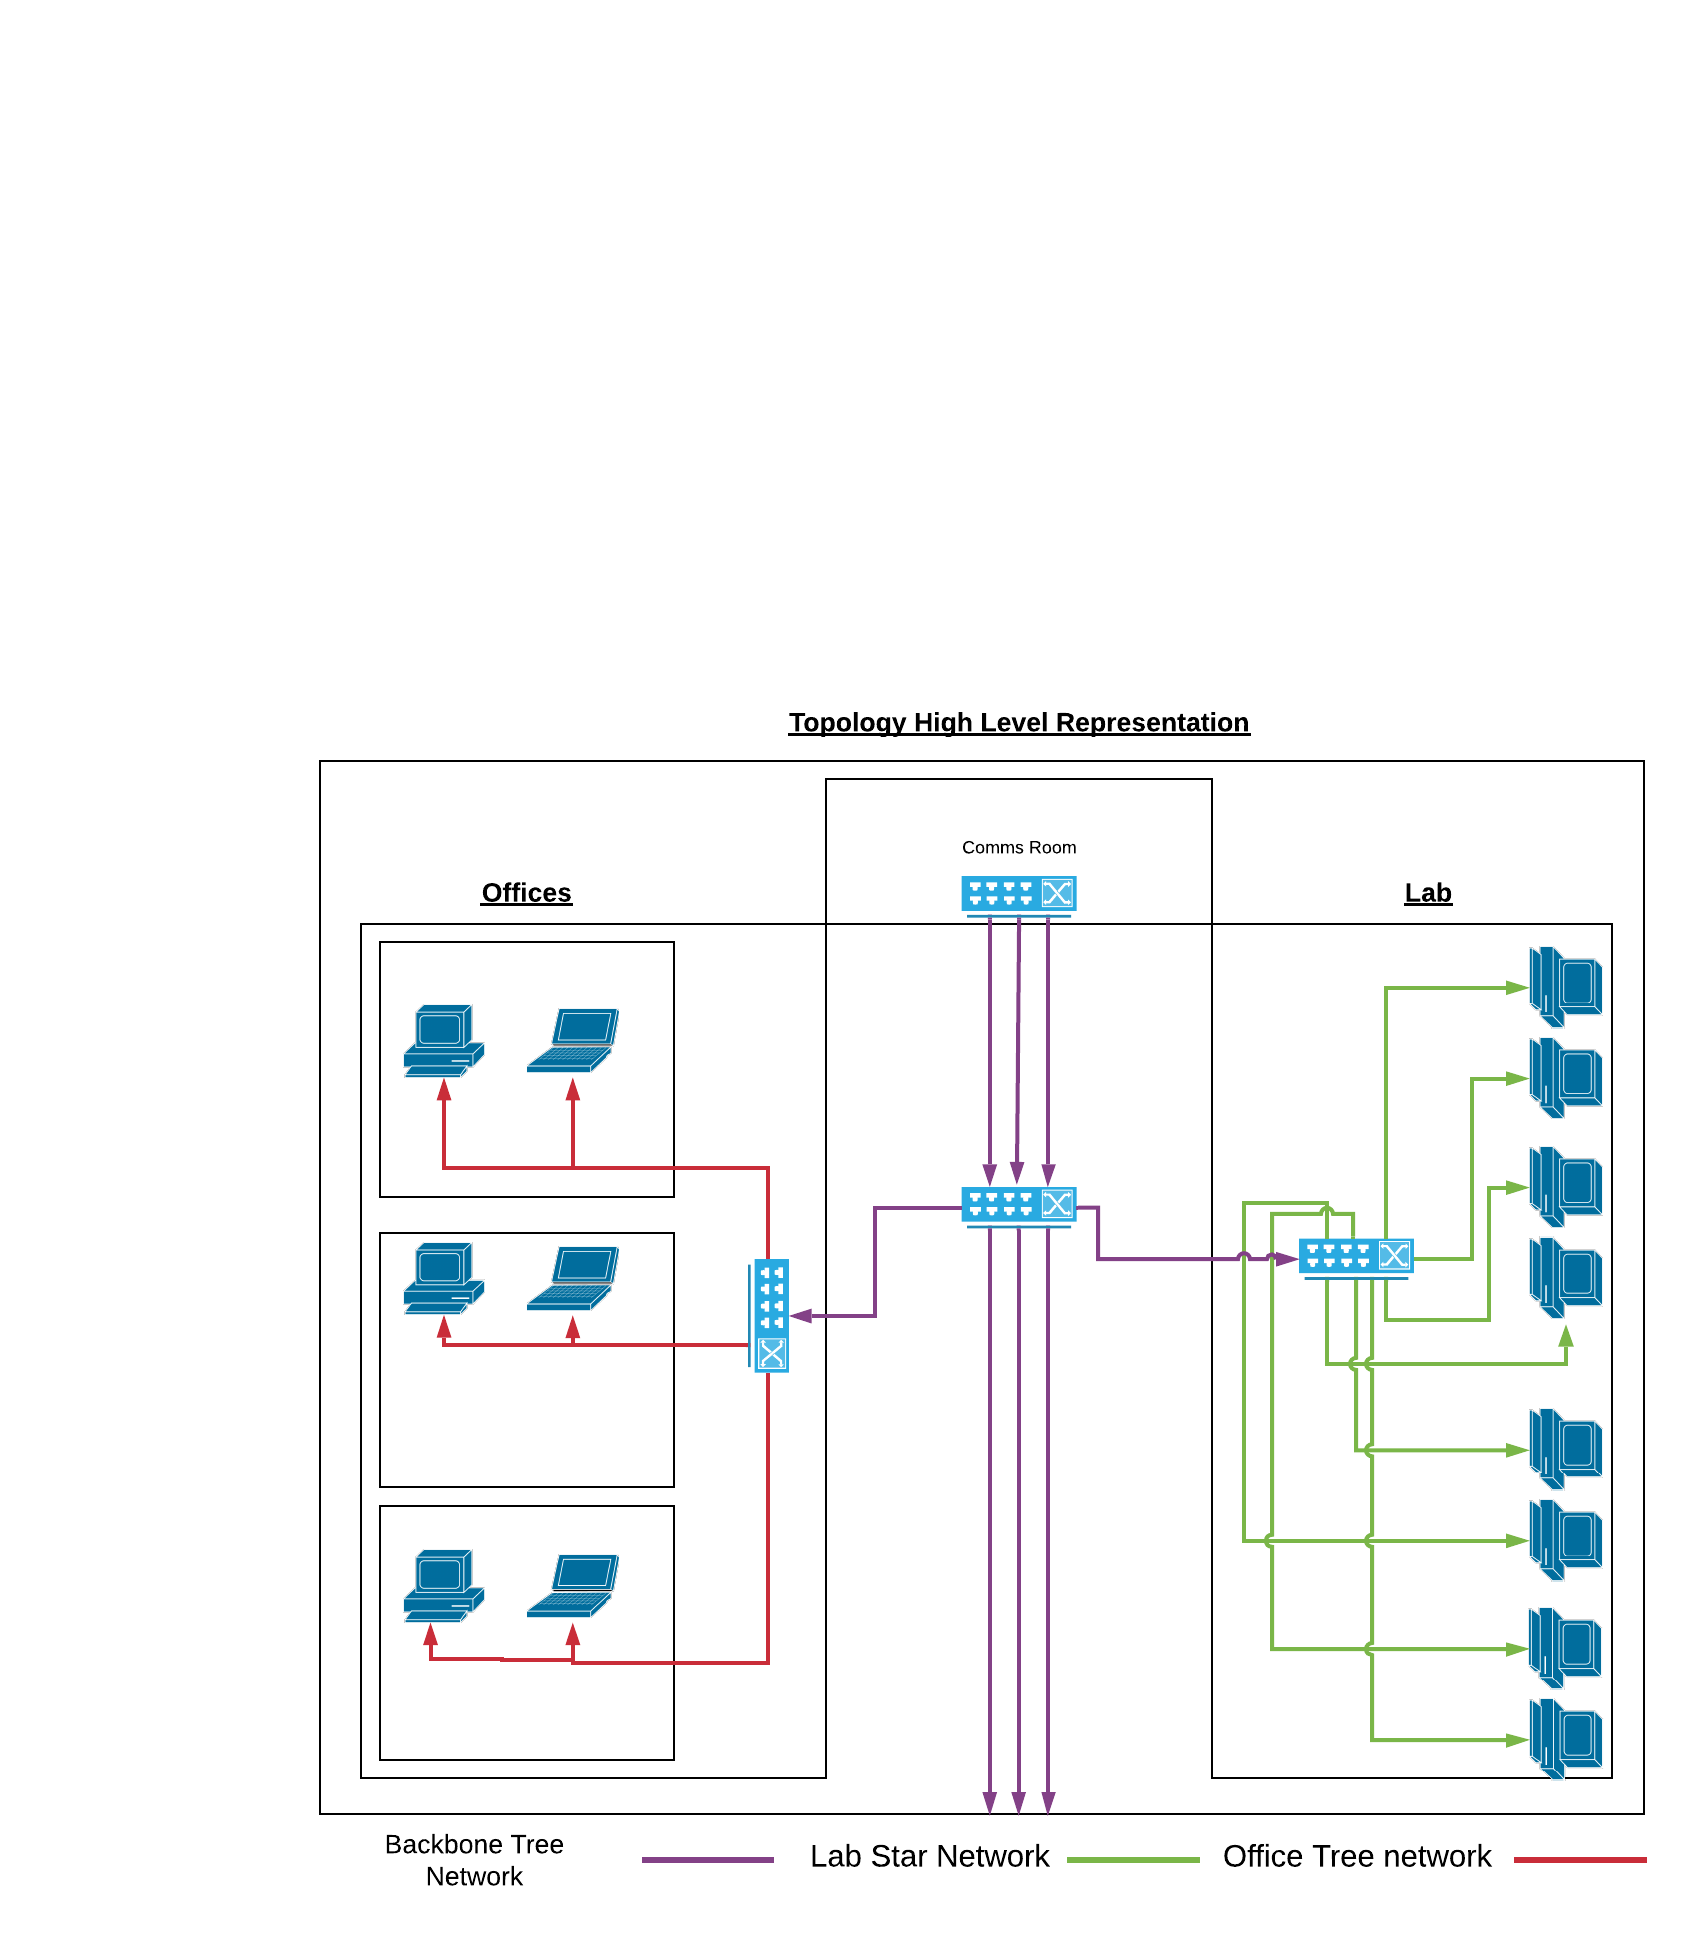 Topology High Level Representation
Comms Room
Offices
Lab
Backbone Tree
Network
Lab Star Network
Office Tree network